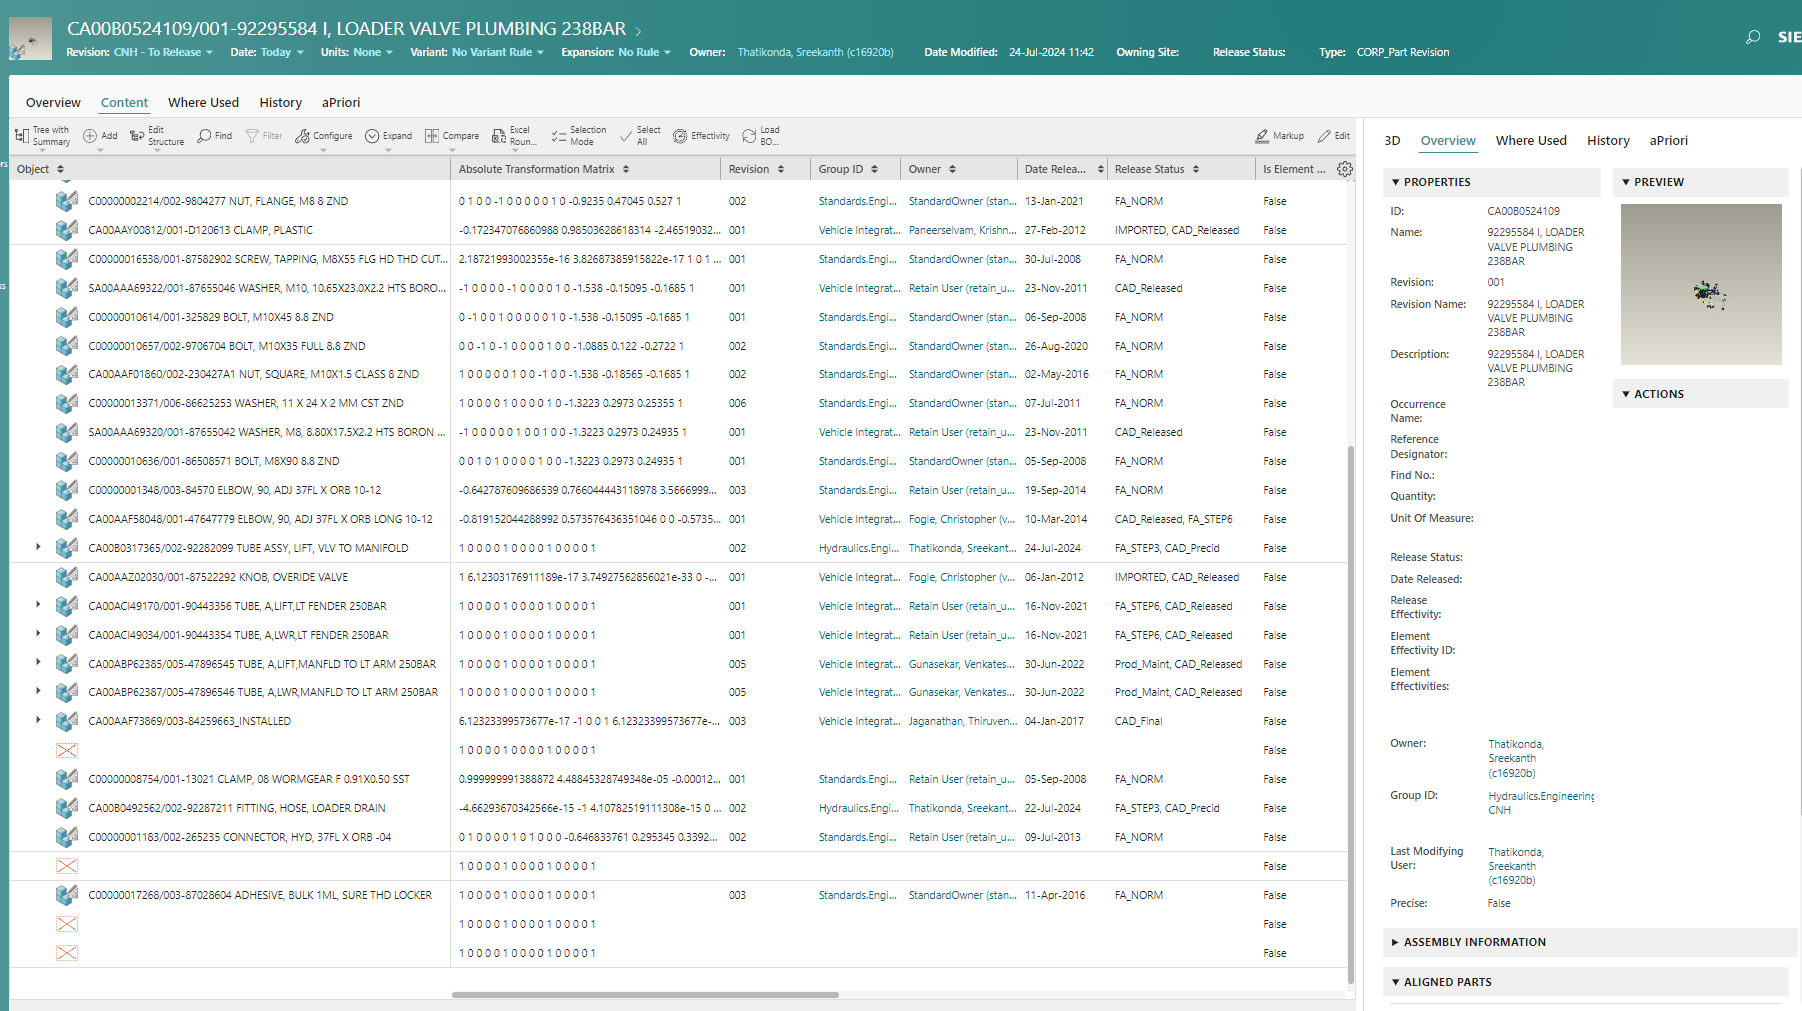 CA00B0524109/001-92295584 I, LOADER VALVE PLUMBING 238BAR
Revision: CNH - To Release Date: Today Units: None Variant: No Variant Rule Expansion: No Rule Owner: Thatikonda, Sreekanth (c16920b) Date Modified: 24-Jul-2024 11:42 Owning Site: Release Status: Type: CORP_Part Revision
SIE
Overview Content Where Used History aPriori
Tree with Summary Add Edit Structure Find Filter Configure Expand Compare Excel Roun... Selection Mode Select All Effectivity Load BO... Markup Edit
Object Absolute Transformation Matrix Revision Group ID Owner Date Relea... Release Status Is Element ...
C00000002214/002-9804277 NUT, FLANGE, M8 8 ZND 0 1 0 0 -1 0 0 0 0 0 1 0 -0.9235 0.47045 0.527 1 002 Standards.Engi... StandardOwner (stan... 13-Jan-2021 FA_NORM False
CA00AAY00812/001-D120613 CLAMP, PLASTIC -0.172347076860988 0.98503628618314 -2.46519032... 001 Vehicle Integrat... Paneerselvam, Krishn... 27-Feb-2012 IMPORTED, CAD_Released False
C00000016538/001-87582902 SCREW, TAPPING, M8X55 FLG HD THD CUT... 2.18721993002355e-16 3.82687385915822e-17 1 0 1 ... 001 Standards.Engi... StandardOwner (stan... 30-Jul-2008 FA_NORM False
SA00AAA69322/001-87655046 WASHER, M10, 10.65X23.0X2.2 HTS BORO... -1 0 0 0 0 -1 0 0 0 0 1 0 -1.538 -0.15095 -0.1685 1 001 Vehicle Integrat... Retain User (retain_u... 23-Nov-2011 CAD_Released False
C00000010614/001-325829 BOLT, M10X45 8.8 ZND 0 -1 0 0 1 0 0 0 0 0 1 0 -1.538 -0.15095 -0.1685 1 001 Standards.Engi... StandardOwner (stan... 06-Sep-2008 FA_NORM False
C00000010657/002-9706704 BOLT, M10X35 FULL 8.8 ZND 0 0 -1 0 -1 0 0 0 0 1 0 0 -1.0885 0.122 -0.2722 1 002 Standards.Engi... StandardOwner (stan... 26-Aug-2020 FA_NORM False
CA00AAF01860/002-230427A1 NUT, SQUARE, M10X1.5 CLASS 8 ZND 1 0 0 0 0 0 1 0 0 -1 0 0 -1.538 -0.18565 -0.1685 1 002 Standards.Engi... StandardOwner (stan... 02-May-2016 FA_NORM False
C00000013371/006-86625253 WASHER, 11 X 24 X 2 MM CST ZND 1 0 0 0 0 1 0 0 0 0 1 0 -1.3223 0.2973 0.25355 1 006 Standards.Engi... StandardOwner (stan... 07-Jul-2011 FA_NORM False
SA00AAA69320/001-87655042 WASHER, M8, 8.80X17.5X2.2 HTS BORON ... -1 0 0 0 0 0 1 0 0 1 0 0 -1.3223 0.2973 0.24935 1 001 Vehicle Integrat... Retain User (retain_u... 23-Nov-2011 CAD_Released False
C00000010636/001-86508571 BOLT, M8X90 8.8 ZND 0 0 1 0 1 0 0 0 0 1 0 0 -1.3223 0.2973 0.24935 1 001 Standards.Engi... StandardOwner (stan... 05-Sep-2008 FA_NORM False
C00000001348/003-84570 ELBOW, 90, ADJ 37FL X ORB 10-12 -0.642787609686539 0.766044443118978 3.5666999... 003 Standards.Engi... Retain User (retain_u... 19-Sep-2014 FA_NORM False
CA00AAF58048/001-47647779 ELBOW, 90, ADJ 37FL X ORB LONG 10-12 -0.819152044288992 0.573576436351046 0 0 -0.5735... 001 Vehicle Integrat... Fogle, Christopher (v... 10-Mar-2014 CAD_Released, FA_STEP6 False
CA00B0317365/002-92282099 TUBE ASSY, LIFT, VLV TO MANIFOLD 1 0 0 0 0 1 0 0 0 0 1 0 0 0 0 1 002 Hydraulics.Engi... Thatikonda, Sreekant... 24-Jul-2024 FA_STEP3, CAD_Precid False
CA00AAZ02030/001-87522292 KNOB, OVERIDE VALVE 1 6.12303176911189e-17 3.74927562856021e-33 0 -... 001 Vehicle Integrat... Fogle, Christopher (v... 06-Jan-2012 IMPORTED, CAD_Released False
CA00ACI49170/001-90443356 TUBE, A,LIFT,LT FENDER 250BAR 1 0 0 0 0 1 0 0 0 0 1 0 0 0 0 1 001 Vehicle Integrat... Retain User (retain_u... 16-Nov-2021 FA_STEP6, CAD_Released False
CA00ACI49034/001-90443354 TUBE, A,LWR,LT FENDER 250BAR 1 0 0 0 0 1 0 0 0 0 1 0 0 0 0 1 001 Vehicle Integrat... Retain User (retain_u... 16-Nov-2021 FA_STEP6, CAD_Released False
CA00ABP62385/005-47896545 TUBE, A,LIFT,MANFLD TO LT ARM 250BAR 1 0 0 0 0 1 0 0 0 0 1 0 0 0 0 1 005 Vehicle Integrat... Gunasekar, Venkates... 30-Jun-2022 Prod_Maint, CAD_Released False
CA00ABP62387/005-47896546 TUBE, A,LWR,MANFLD TO LT ARM 250BAR 1 0 0 0 0 1 0 0 0 0 1 0 0 0 0 1 005 Vehicle Integrat... Gunasekar, Venkates... 30-Jun-2022 Prod_Maint, CAD_Released False
CA00AAF73869/003-84259663_INSTALLED 6.12323399573677e-17 -1 0 0 1 6.12323399573677e-... 003 Vehicle Integrat... Jaganathan, Thiruven... 04-Jan-2017 CAD_Final False
1 0 0 0 0 1 0 0 0 0 1 0 0 0 0 1 False
C00000008754/001-13021 CLAMP, 08 WORMGEAR F 0.91X0.50 SST 0.999999991388872 4.48845328749348e-05 -0.00012... 001 Standards.Engi... Retain User (retain_u... 05-Sep-2008 FA_NORM False
CA00B0492562/002-92287211 FITTING, HOSE, LOADER DRAIN -4.66293670342566e-15 -1 4.10782519111308e-15 0 ... 002 Hydraulics.Engi... Thatikonda, Sreekant... 22-Jul-2024 FA_STEP3, CAD_Precid False
C00000001183/002-265235 CONNECTOR, HYD, 37FL X ORB -04 0 1 0 0 0 0 1 0 1 0 0 0 -0.646833761 0.295345 0.3392... 002 Standards.Engi... Retain User (retain_u... 09-Jul-2013 FA_NORM False
1 0 0 0 0 1 0 0 0 0 1 0 0 0 0 1 False
C00000017268/003-87028604 ADHESIVE, BULK 1ML, SURE THD LOCKER 1 0 0 0 0 1 0 0 0 0 1 0 0 0 0 1 003 Standards.Engi... StandardOwner (stan... 11-Apr-2016 FA_NORM False
1 0 0 0 0 1 0 0 0 0 1 0 0 0 0 1 False
1 0 0 0 0 1 0 0 0 0 1 0 0 0 0 1 False
3D Overview Where Used History aPriori
PROPERTIES
ID: CA00B0524109
Name: 92295584 I, LOADER
VALVE PLUMBING
238BAR
Revision: 001
Revision Name: 92295584 I, LOADER
VALVE PLUMBING
238BAR
Description: 92295584 I, LOADER
VALVE PLUMBING
238BAR
Occurrence
Name:
Reference
Designator:
Find No.:
Quantity:
Unit Of Measure:
Release Status:
Date Released:
Release
Effectivity:
Element
Effectivity ID:
Element
Effectivities:
Owner: Thatikonda,
Sreekanth
(c16920b)
Group ID: Hydraulics.Engineering
CNH
Last Modifying
User:
Thatikonda,
Sreekanth
(c16920b)
Precise: False
ASSEMBLY INFORMATION
ALIGNED PARTS
PREVIEW
ACTIONS